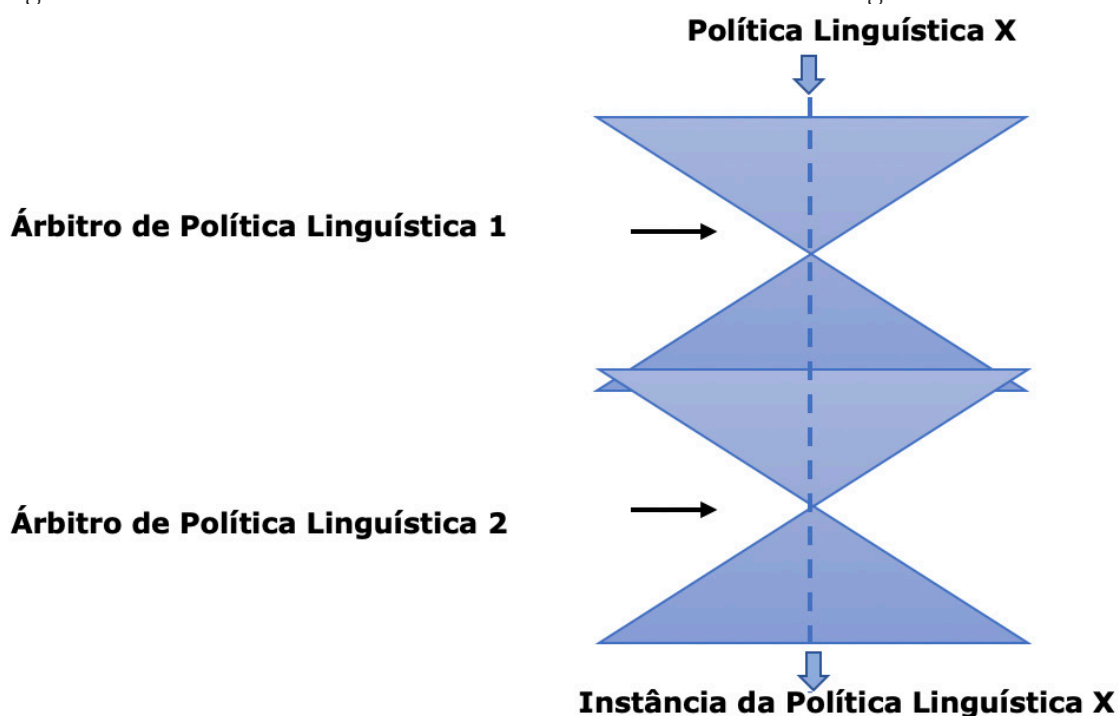 Política Linguística X
Árbitro de Política Linguística 1
Árbitro de Política Linguística 2
Instância da Política Linguística X